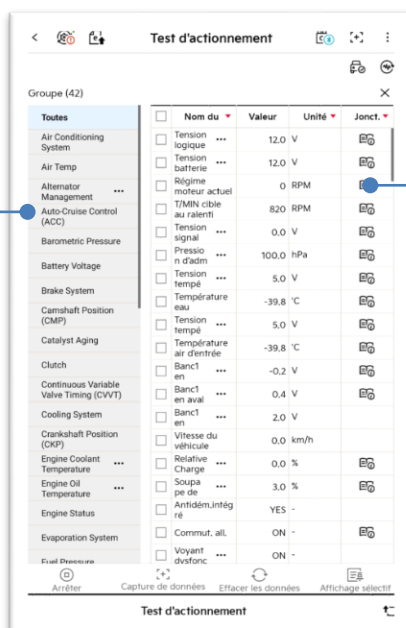 Test d'actionnement
Groupe (42)
Toutes
Air Conditioning
System
Air Temp
Alternator
Management ...
Auto-Cruise Control
(ACC)
Barometric Pressure
Battery Voltage
Brake System
Camshaft Position
(CMP)
Catalyst Aging
Clutch
Continuous Variable
Valve Timing (CVVT)
Cooling System
Crankshaft Position
(CKP)
Engine Coolant
Temperature ...
Engine Oil
Temperature ...
Engine Status
Evaporation System
Fuel Pressure
Nom du Valeur Unité Jonct.
Tension
logique ... 12.0 V
Tension
batterie ... 12.0 V
Régime
moteur actuel 0 RPM
T/MIN cible
au ralenti 820 RPM
Tension
signal ... 0.0 V
Pressio
n d'adm ... 100.0 hPa
Tension
tempé ... 5.0 V
Température
eau -39.8 °C
Tension
tempé ... 5.0 V
Température
air d'entrée -39.8 °C
Banc1
en ... -0.2 V
Banc1
en aval ... 0.4 V
Banc1
en ... 2.0 V
Vitesse du
véhicule 0.0 km/h
Relative
Charge ... 0.0 %
Soupa
pe de ... 3.0 %
Antidém,intég
ré YES -
Commut, all, ON -
Voyant
dysfonc ... ON -
Arrêter Capture de données Effacer les données Affichage sélectif
Test d'actionnement